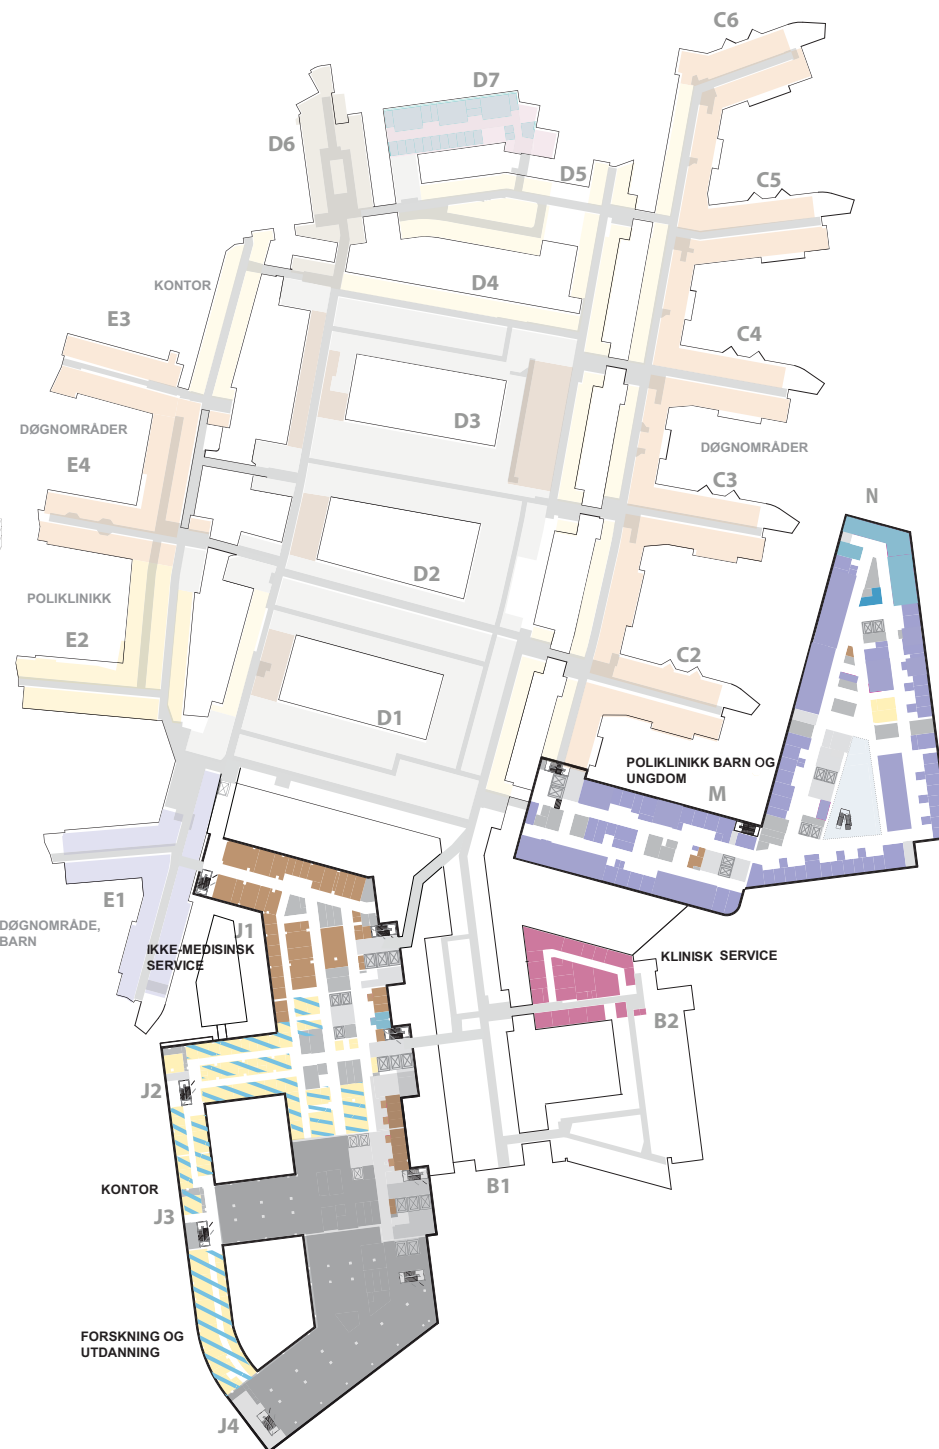 C6
D7
D6
D5
C5
D4
KONTOR
E3
C4
D3
DØGNOMRÅDER
DØGNOMRÅDER
E4
C3
N
D2
POLIKLINIKK
E2
C2
D1
POLIKLINIKK BARN OG
UNGDOM
M
E1
DØGNOMRÅDE,
BARN
J1
IKKE-MEDISINSK
SERVICE
KLINISK SERVICE
B2
J2
B1
KONTOR
J3
FORSKNING OG
UTDANNING
J4